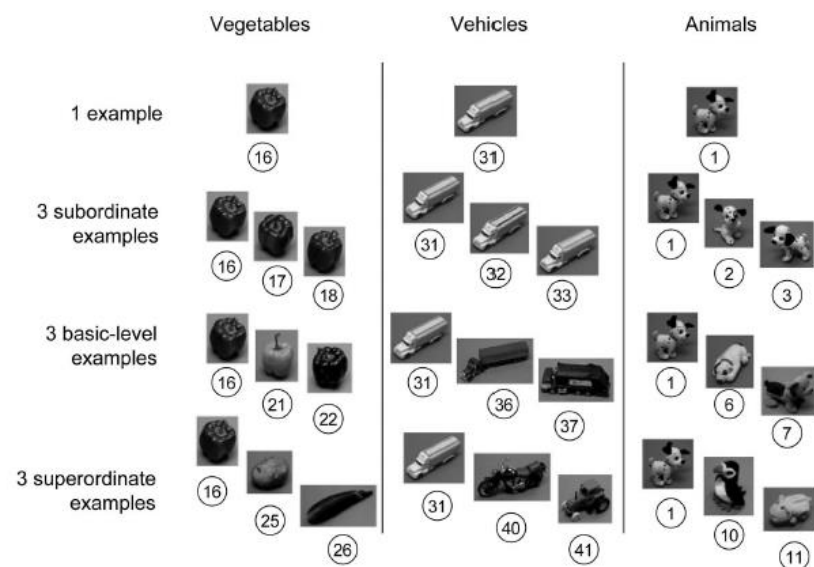 Vegetables Vehicles Animals
1 example
16 31 1
3 subordinate
examples
16 17 18 31 32 33 1 2 3
3 basic-level
examples
16 21 22 31 36 37 1 6 7
3 superordinate
examples
16 25 26 31 40 41 1 10 11